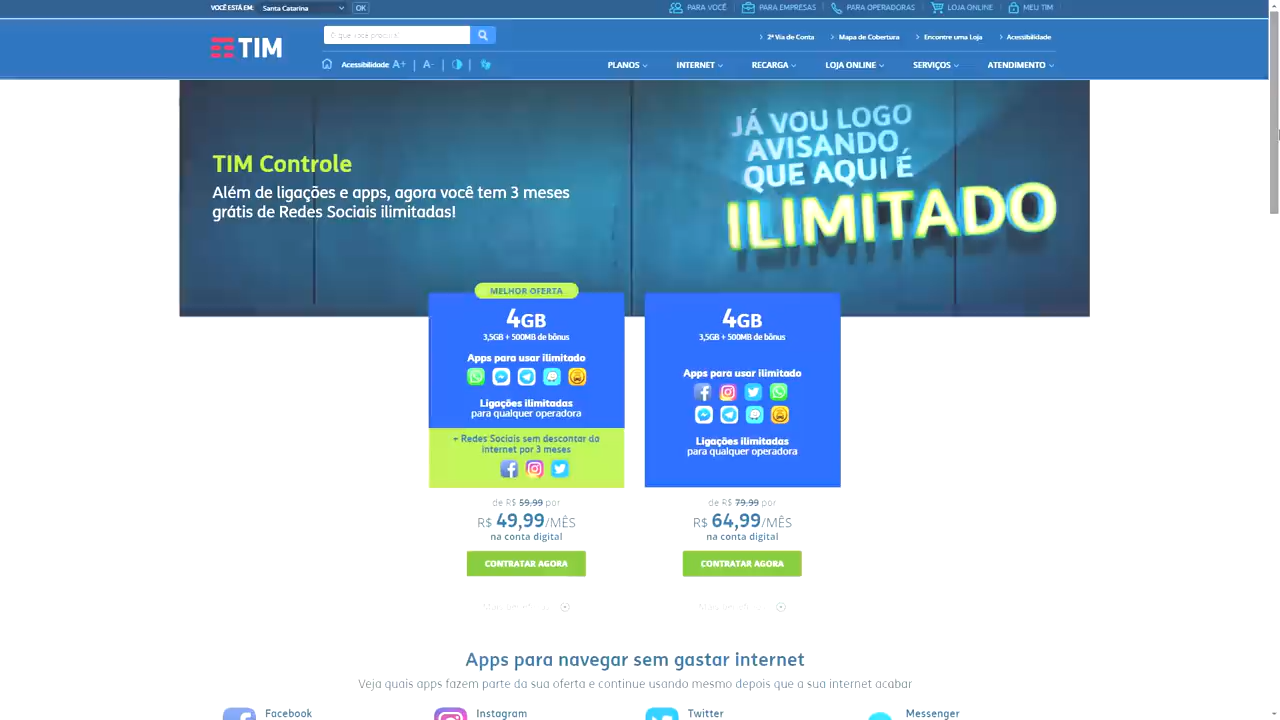 VOCÊ ESTÁ EM: Santa Catarina OK
PARA VOCÊ PARA EMPRESAS PARA OPERADORAS LOJA ONLINE MEU TIM
TIM
O que você procura?
2ª Via de Conta Mapa de Cobertura Encontre uma Loja Acessibilidade
Acessibilidade A+ | A- | |
PLANOS INTERNET RECARGA LOJA ONLINE SERVIÇOS ATENDIMENTO
TIM Controle
Além de ligações e apps, agora você tem 3 meses
grátis de Redes Sociais ilimitadas!
JÁ VOU LOGO
AVISANDO
QUE AQUI É
ILIMITADO
MELHOR OFERTA
4GB
3,5GB + 500MB de bônus
Apps para usar ilimitado
Ligações ilimitadas
para qualquer operadora
+ Redes Sociais sem descontar da
internet por 3 meses
de R$ 59,99 por
R$ 49,99/MÊS
na conta digital
CONTRATAR AGORA
4GB
3,5GB + 500MB de bônus
Apps para usar ilimitado
Ligações ilimitadas
para qualquer operadora
de R$ 79,99 por
R$ 64,99/MÊS
na conta digital
CONTRATAR AGORA
Apps para navegar sem gastar internet
Veja quais apps fazem parte da sua oferta e continue usando mesmo depois que a sua internet acabar
Facebook Instagram Twitter Messenger